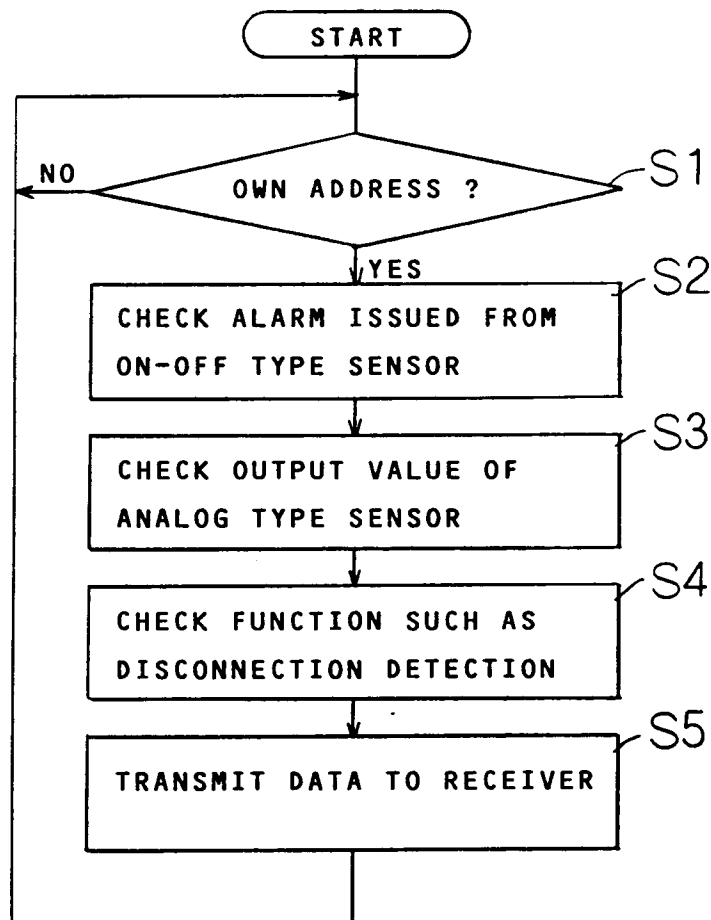 START
NO
OWN ADDRESS ?
S1
YES
S2
CHECK ALARM ISSUED FROM
ON-OFF TYPE SENSOR
S3
CHECK OUTPUT VALUE OF
ANALOG TYPE SENSOR
S4
CHECK FUNCTION SUCH AS
DISCONNECTION DETECTION
S5
TRANSMIT DATA TO RECEIVER